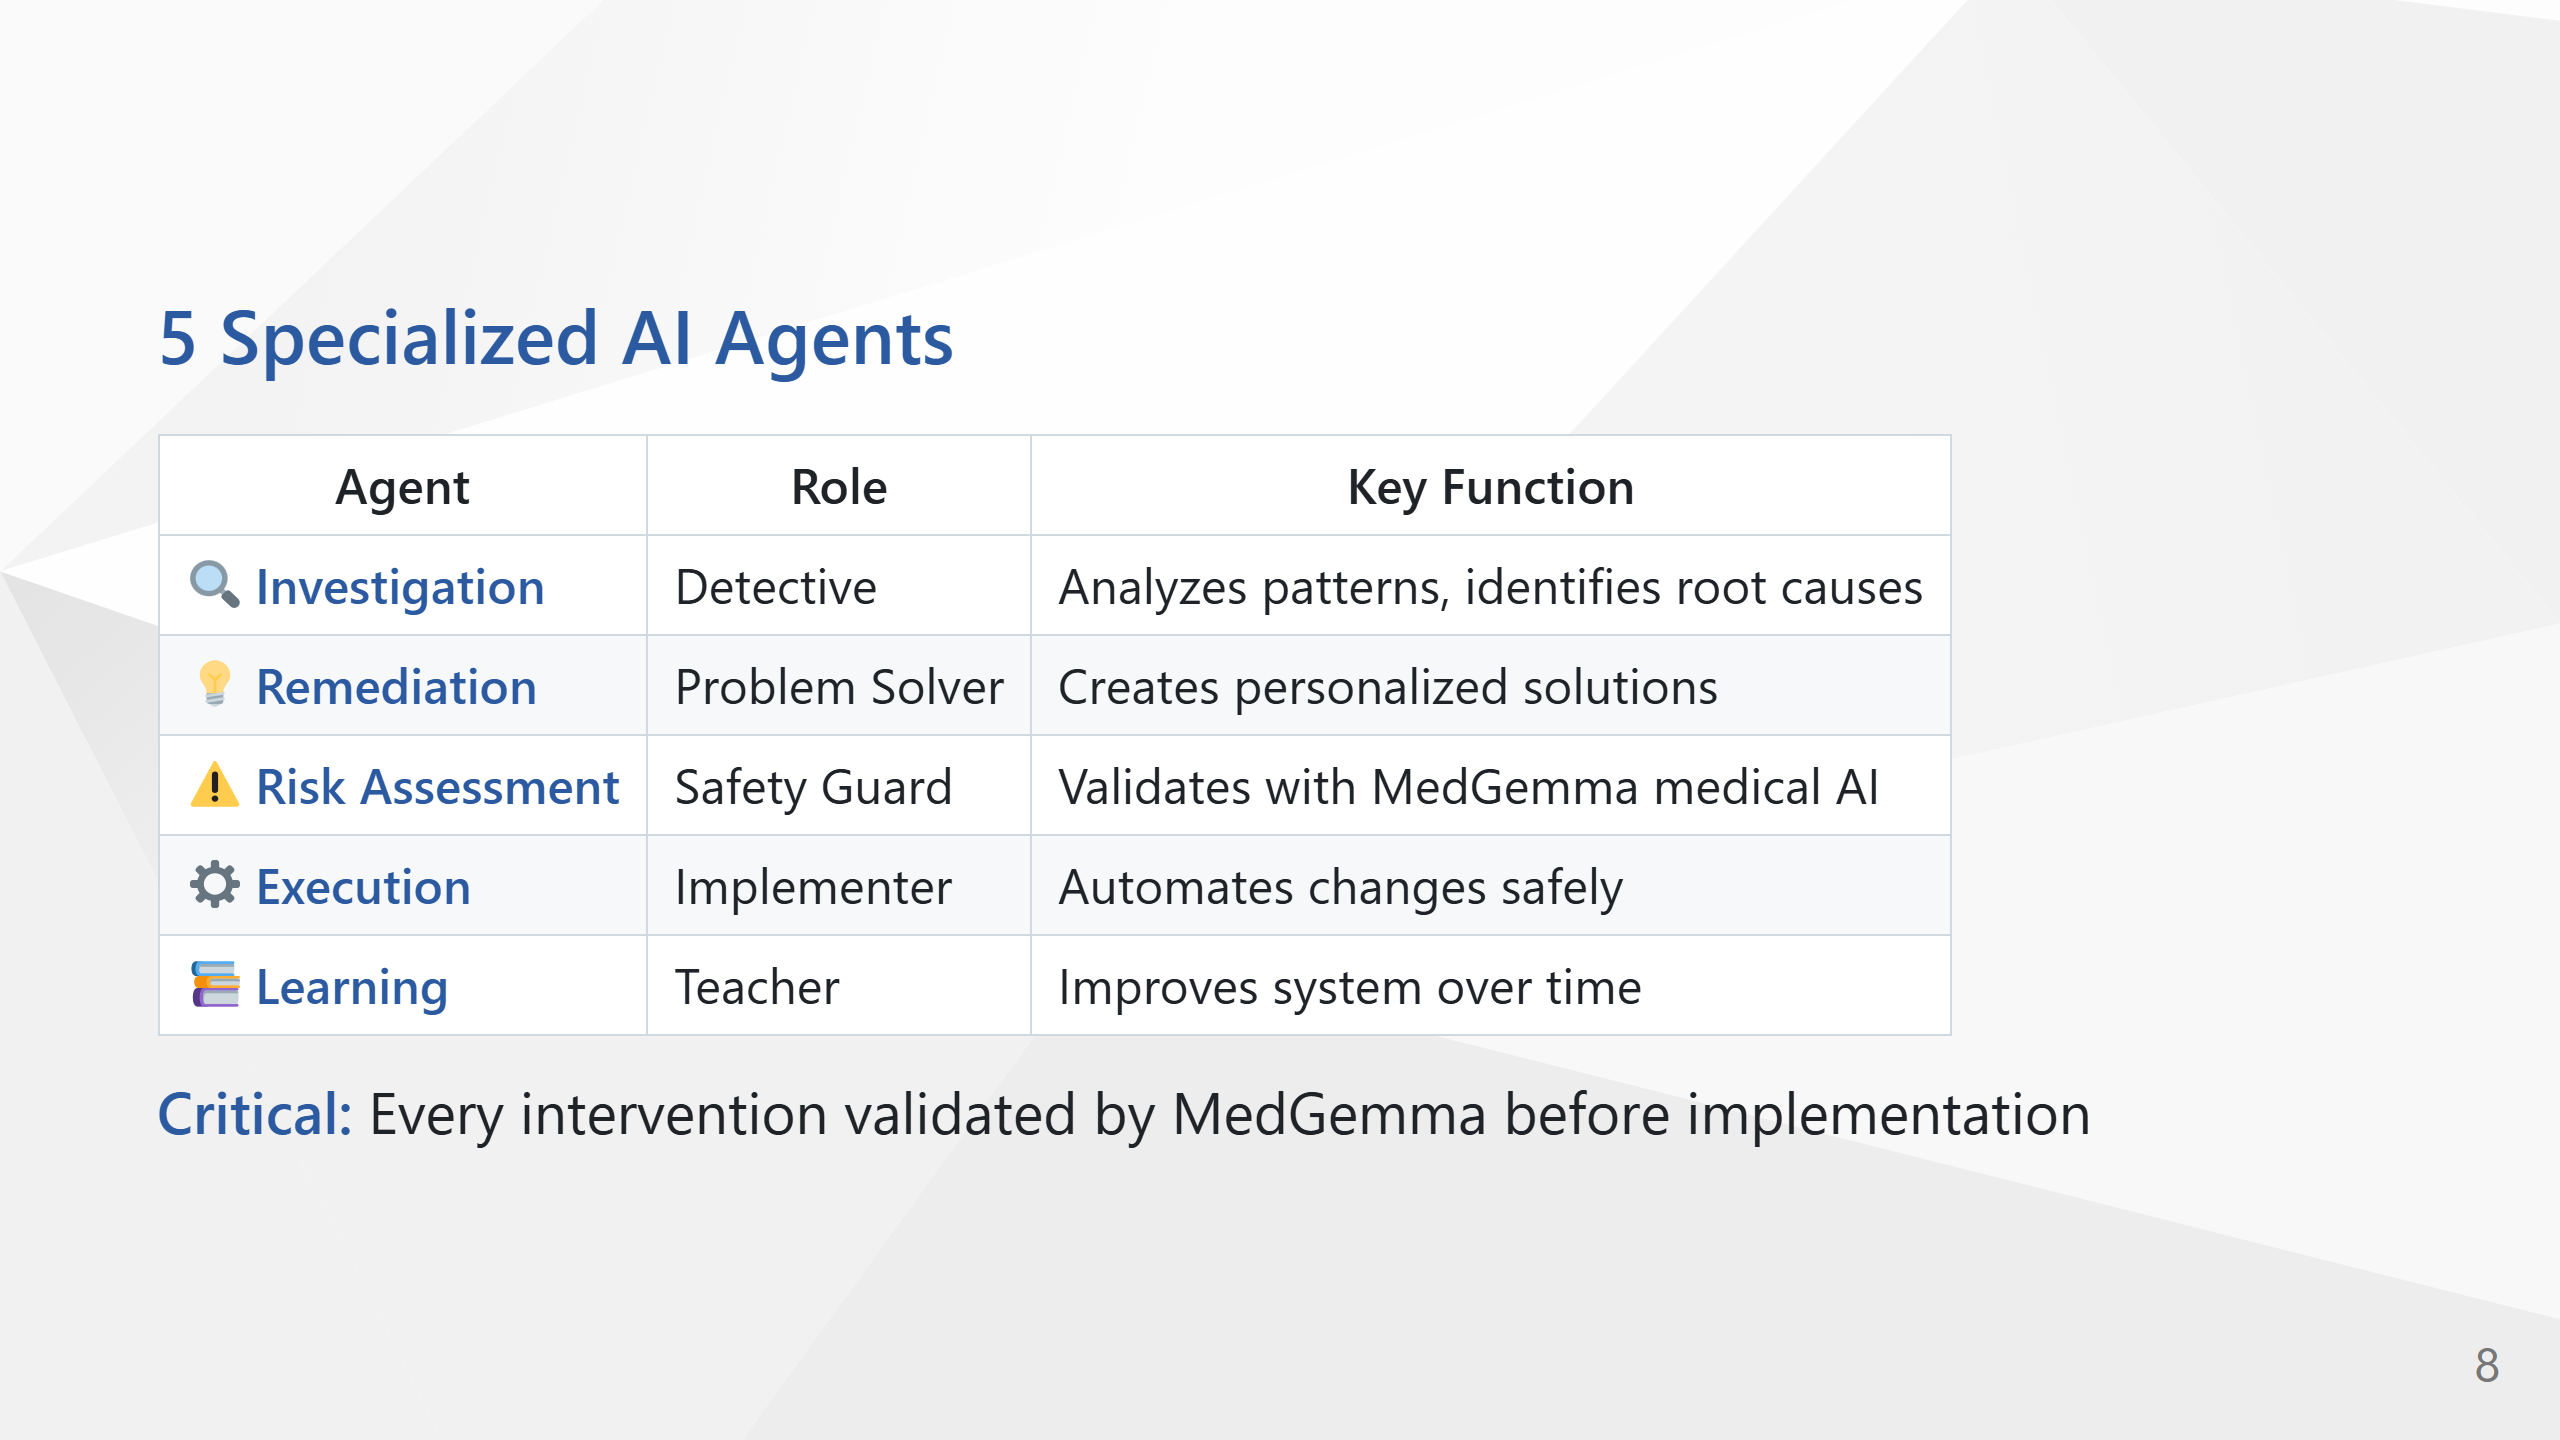 5 Specialized AI Agents
Agent Role Key Function
🔍 Investigation Detective Analyzes patterns, identifies root causes
💡 Remediation Problem Solver Creates personalized solutions
⚠️ Risk Assessment Safety Guard Validates with MedGemma medical AI
⚙️ Execution Implementer Automates changes safely
📚 Learning Teacher Improves system over time
Critical: Every intervention validated by MedGemma before implementation
8